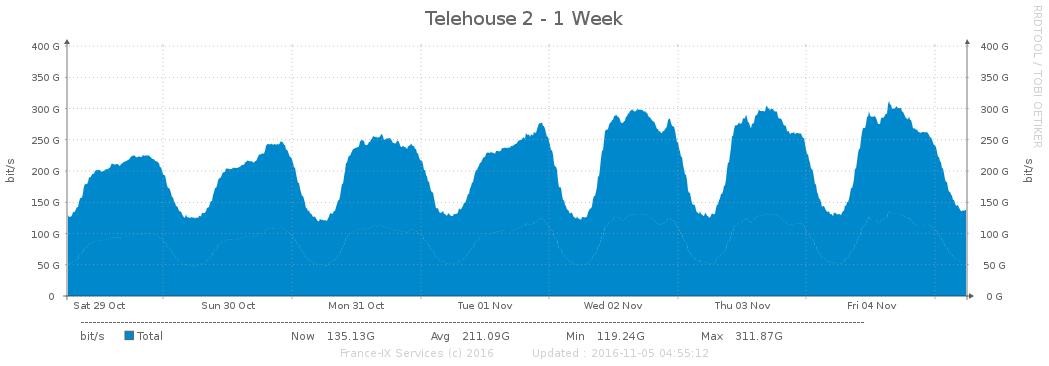 Telehouse 2 - 1 Week
RRDTOOL / TOBI OETIKER
400 G 400 G
350 G 350 G
300 G 300 G
250 G 250 G
200 G 200 G
150 G 150 G
100 G 100 G
50 G 50 G
0 0 G
bit/s bit/s
Sat 29 Oct Sun 30 Oct Mon 31 Oct Tue 01 Nov Wed 02 Nov Thu 03 Nov Fri 04 Nov
bit/s Total Now 135.13G Avg 211.09G Min 119.24G Max 311.87G
France-IX Services (c) 2016 Updated : 2016-11-05 04:55:12